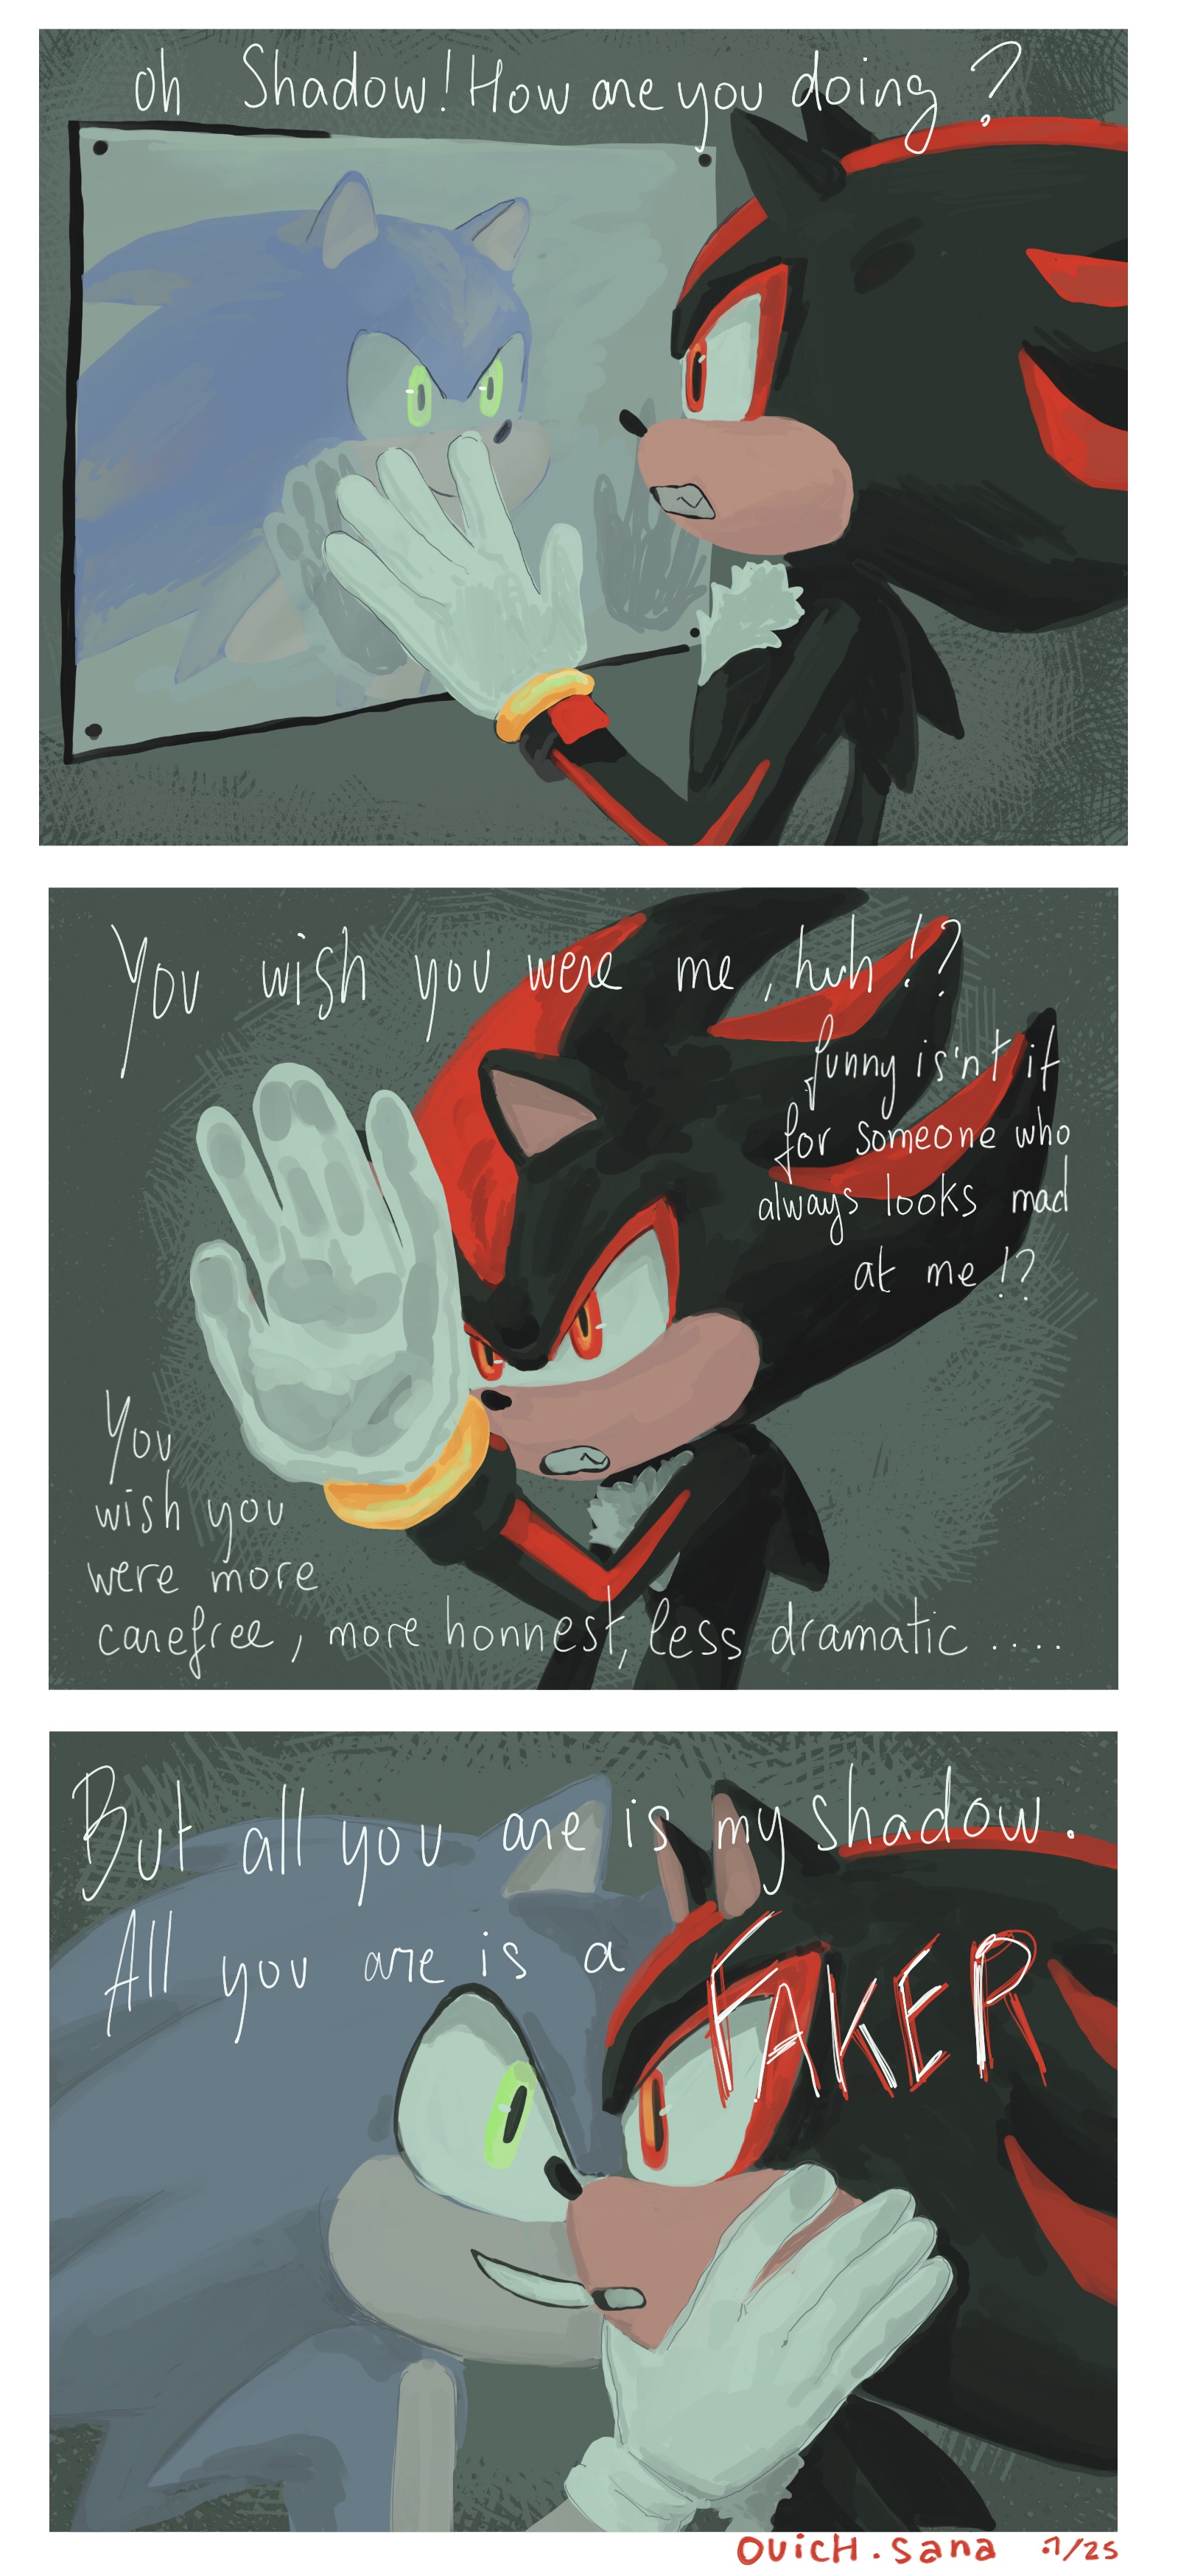 oh Shadow! How are you doing?
You wish you were me, huh!?
funny is'nt it
for someone who
always looks mad
at me!?
You
wish you
were more
carefree, more honnest, less dramatic ....
But all you are is my shadow.
All you are is a FAKER
OUICH.sana .1/25